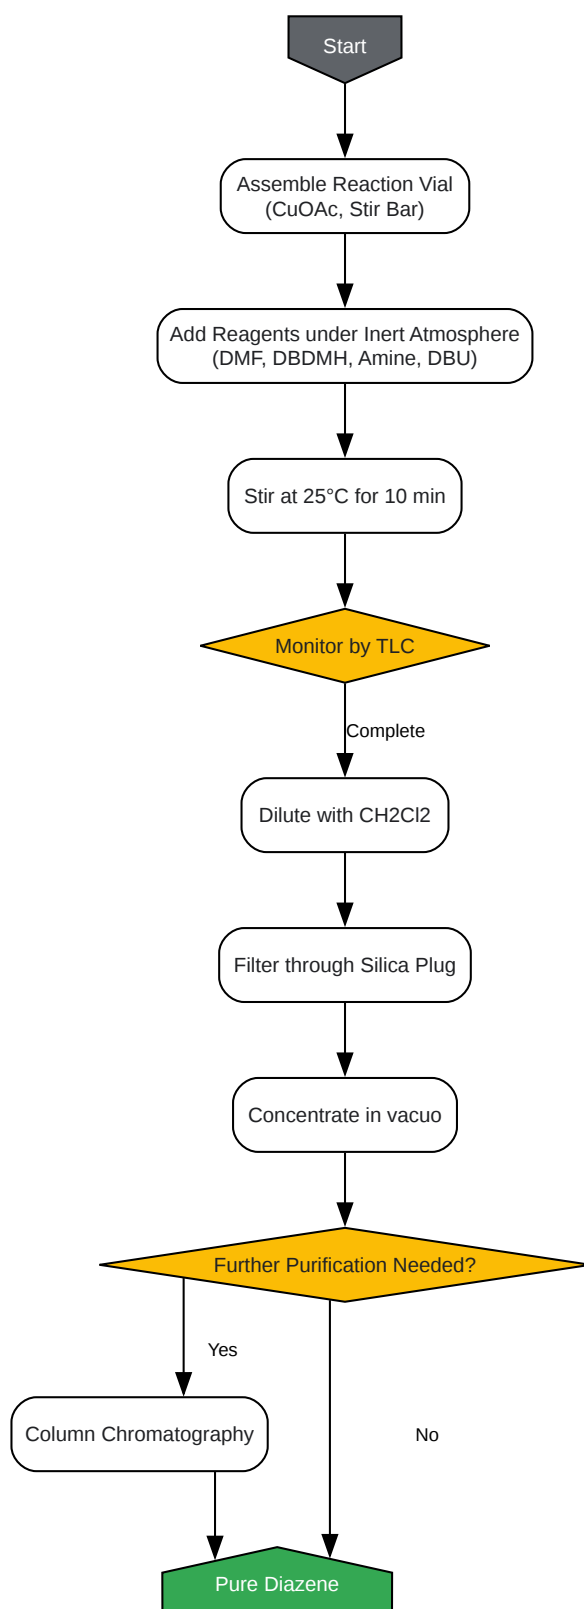 Start
Assemble Reaction Vial
(CuOAc, Stir Bar)
Add Reagents under Inert Atmosphere
(DMF, DBDMH, Amine, DBU)
Stir at 25°C for 10 min
Monitor by TLC
Complete
Dilute with CH2Cl2
Filter through Silica Plug
Concentrate in vacuo
Further Purification Needed?
Yes
Column Chromatography
No
Pure Diazene